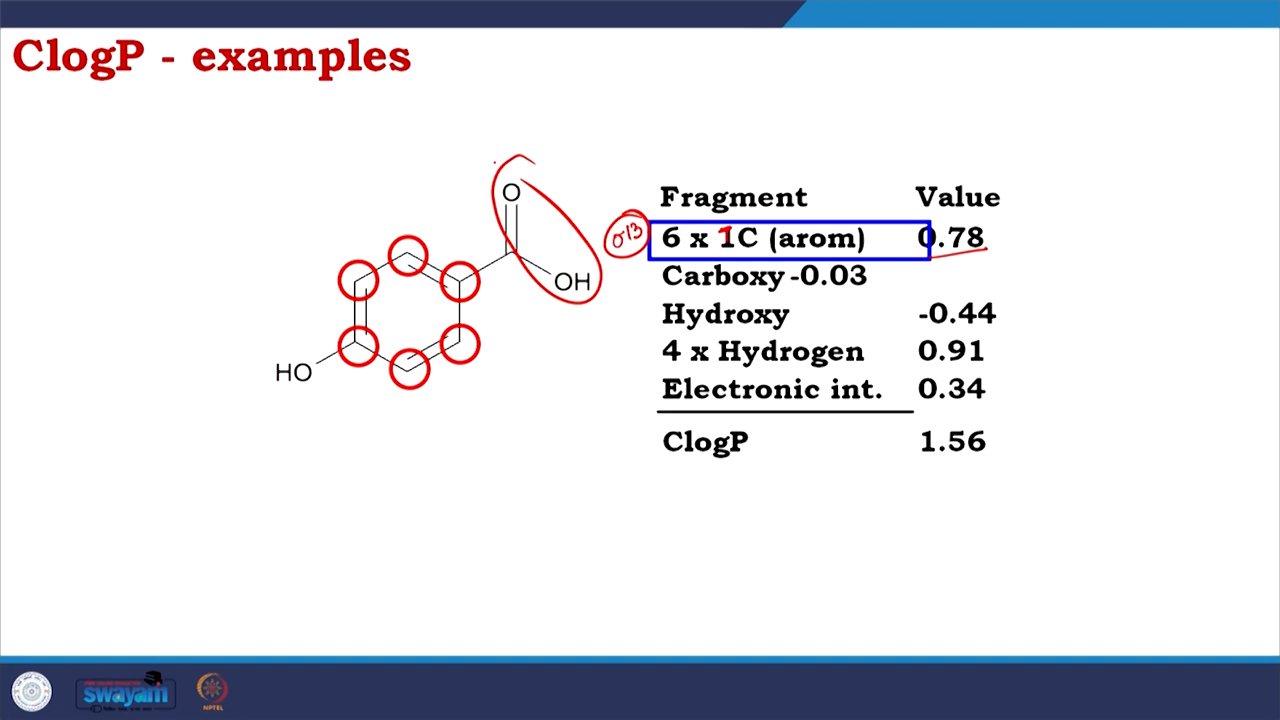 ClogP - examples
O
OH
HO
Fragment Value
0.13
6 x 1C (arom) 0.78
Carboxy -0.03
Hydroxy -0.44
4 x Hydrogen 0.91
Electronic int. 0.34
ClogP 1.56
swayam
NPTEL